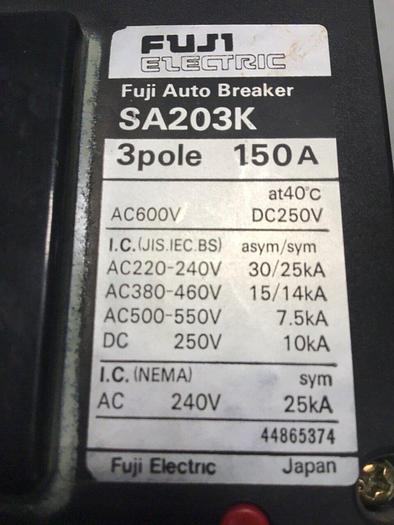 FUJI
ELECTRIC
Fuji Auto Breaker
SA203K
3pole 150A
at40°C
AC600V DC250V
I.C.(JIS.IEC.BS) asym/sym
AC220-240V 30/25kA
AC380-460V 15/14kA
AC500-550V 7.5kA
DC 250V 10kA
I.C.(NEMA) sym
AC 240V 25kA
44865374
Fuji Electric Japan